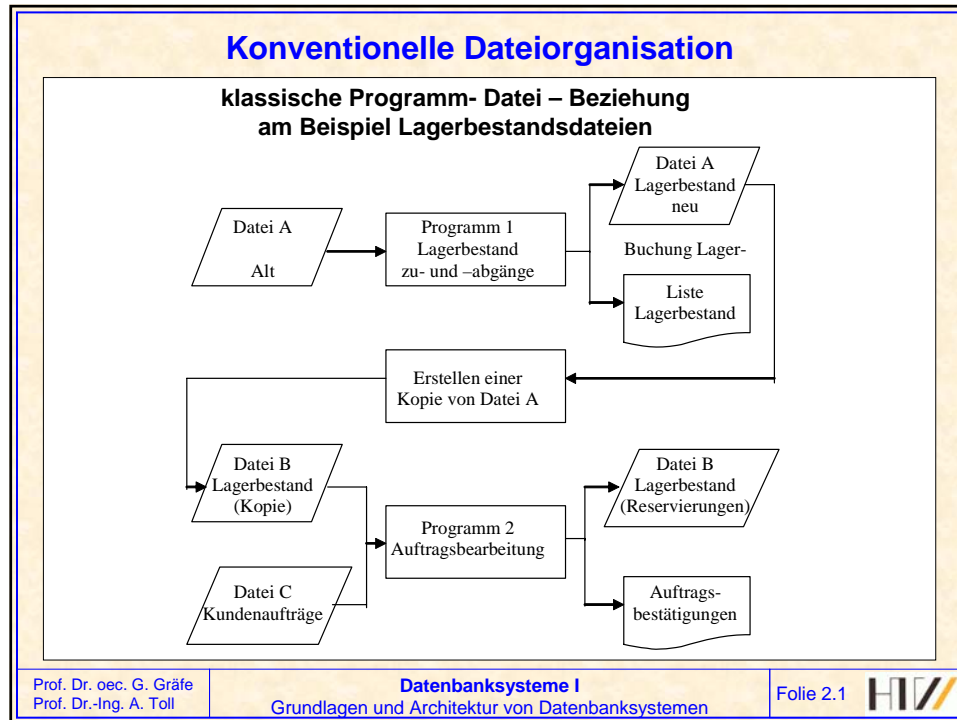 Konventionelle Dateiorganisation
klassische Programm- Datei – Beziehung
am Beispiel Lagerbestandsdateien
Datei A
Alt
Programm 1
Lagerbestand
zu- und –abgänge
Datei A
Lagerbestand
neu
Buchung Lager-
Liste
Lagerbestand
Erstellen einer
Kopie von Datei A
Datei B
Lagerbestand
(Kopie)
Datei C
Kundenaufträge
Programm 2
Auftragsbearbeitung
Datei B
Lagerbestand
(Reservierungen)
Auftrags-
bestätigungen
Prof. Dr. oec. G. Gräfe
Prof. Dr.-Ing. A. Toll
Datenbanksysteme I
Grundlagen und Architektur von Datenbanksystemen
Folie 2.1
HTW